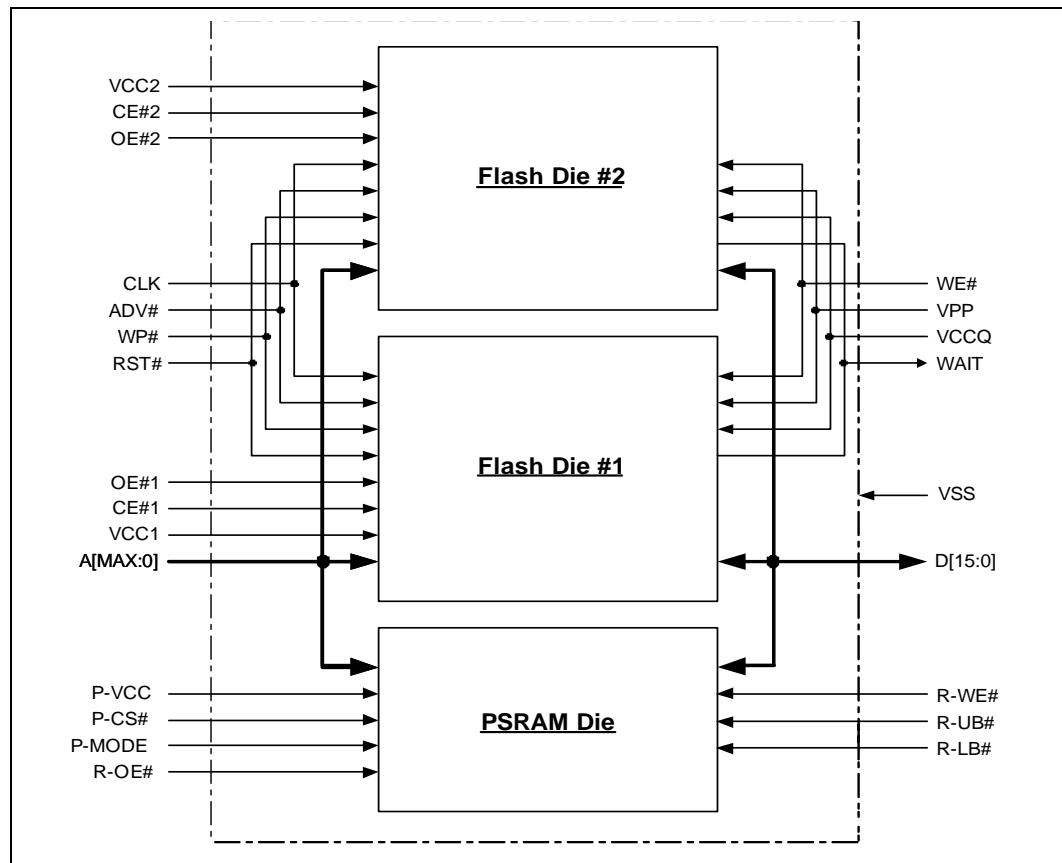 VCC2
CE#2
OE#2
Flash Die #2
CLK
ADV#
WP#
RST#
WE#
VPP
VCCQ
WAIT
Flash Die #1
OE#1
CE#1
VCC1
A[MAX:0]
VSS
D[15:0]
PSRAM Die
P-VCC
P-CS#
P-MODE
R-OE#
R-WE#
R-UB#
R-LB#